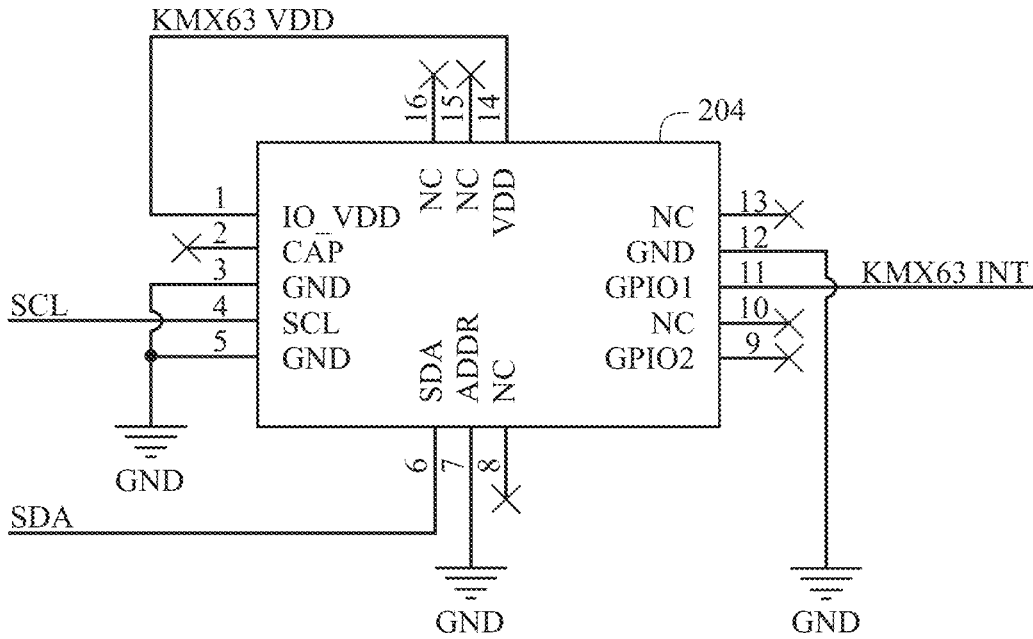 KMX63 VDD
16
15
14
204
NC
NC
VDD
1
IO_VDD
NC
13
2
CAP
GND
12
3
GND
GPIO1
11
KMX63 INT
SCL
4
SCL
NC
10
5
GND
GPIO2
9
SDA
ADDR
NC
6
7
8
GND
SDA
GND
GND